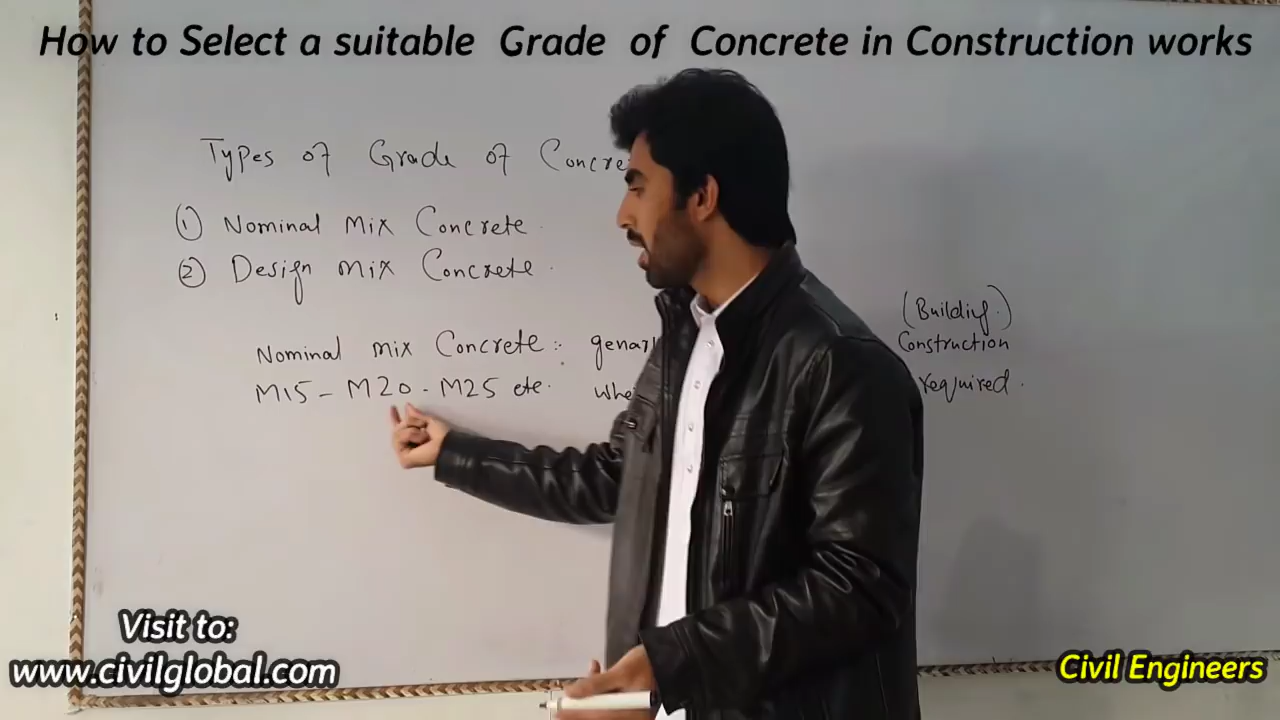 How to Select a suitable Grade of Concrete in Construction works
Types of Grade of Concre
① Nominal Mix Concrete.
② Design mix Concrete.
(Building.)
Nominal mix Concrete :. genar Construction
M15 - M20 - M25 etc. whe required.
Visit to:
www.civilglobal.com
Civil Engineers